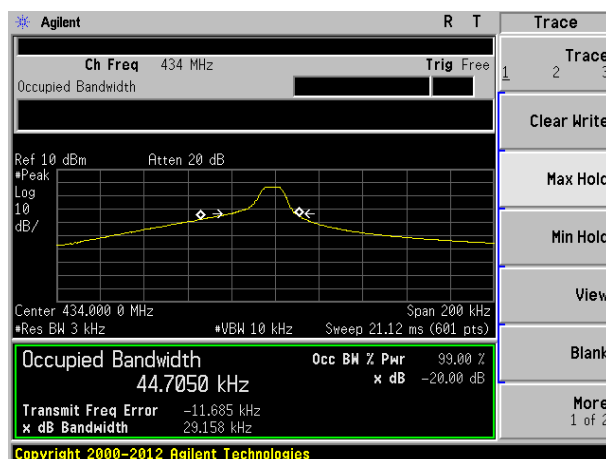 Agilent R T Trace
Ch Freq 434 MHz Trig Free
Occupied Bandwidth
Trace
1 2 3
Clear Write
Max Hold
Min Hold
View
Blank
More
1 of 2
Ref 10 dBm Atten 20 dB
#Peak
Log
10
dB/
Center 434.000 0 MHz Span 200 kHz
#Res BW 3 kHz #VBW 10 kHz Sweep 21.12 ms (601 pts)
Occupied Bandwidth Occ BW % Pwr 99.00 %
44.7050 kHz x dB -20.00 dB
Transmit Freq Error -11.685 kHz
x dB Bandwidth 29.158 kHz
Copyright 2000-2012 Agilent Technologies